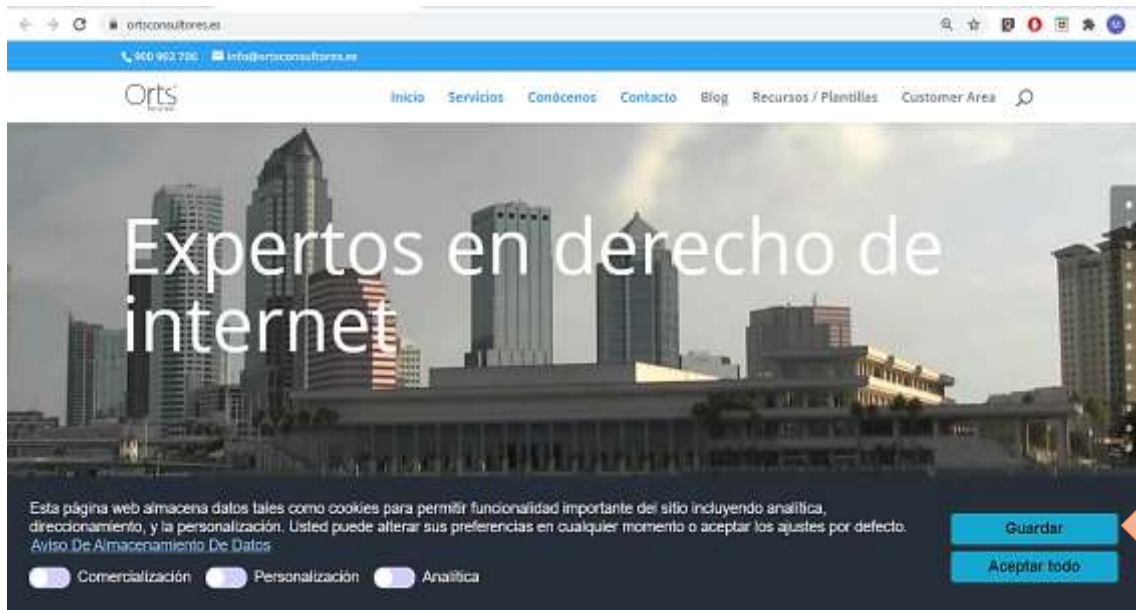 ortsconsultores.es
900 902 706 info@ortsconsultores.es
Orts
Inicio Servicios Conócenos Contacto Blog Recursos / Plantillas Customer Area
Expertos en derecho de
internet
Esta página web almacena datos tales como cookies para permitir funcionalidad importante del sitio incluyendo analítica,
direccionamiento, y la personalización. Usted puede alterar sus preferencias en cualquier momento o aceptar los ajustes por defecto.
Aviso De Almacenamiento De Datos
Comercialización Personalización Analítica
Guardar
Aceptar todo